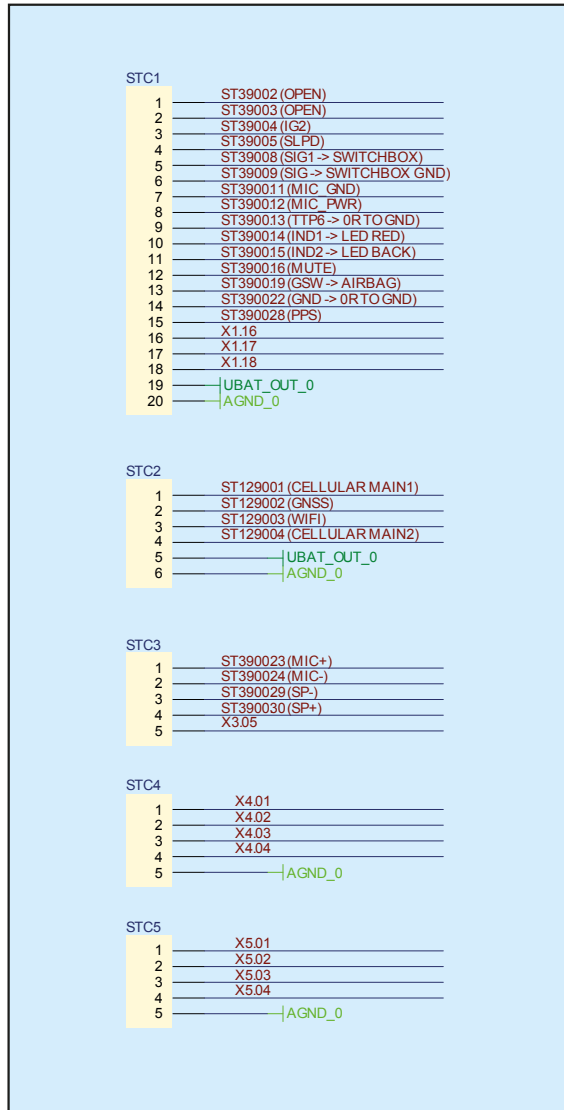 STC1
ST39002(OPEN)
1
ST39003(OPEN)
2
ST39004(IG2)
3
ST39005(SLPD)
4
ST39008(SIG1-> SWITCHBOX)
5
ST39009(SIG-> SWITCHBOX GND)
6
ST390011(MIC_GND)
7
ST390012(MIC_PWR)
8
ST390013(TTP6-> 0R TO GND)
9
ST390014(IND1-> LED RED)
10
ST390015(IND2-> LED BACK)
11
ST390016(MUTE)
12
ST390019(GSW-> AIRBAG)
13
ST390022(GND-> 0R TO GND)
14
ST390028(PPS)
15
X1.16
16
X1.17
17
X1.18
18
19 UBAT_OUT_0
20 AGND_0
STC2
ST129001(CELLULAR MAIN1)
1
ST129002(GNSS)
2
ST129003(WIFI)
3
ST129004(CELLULAR MAIN2)
4
5 UBAT_OUT_0
6 AGND_0
STC3
ST390023(MIC+)
1
ST390024(MIC-)
2
ST390029(SP-)
3
ST390030(SP+)
4
X3.05
5
STC4
X4.01
1
X4.02
2
X4.03
3
X4.04
4
5 AGND_0
STC5
X5.01
1
X5.02
2
X5.03
3
X5.04
4
5 AGND_0